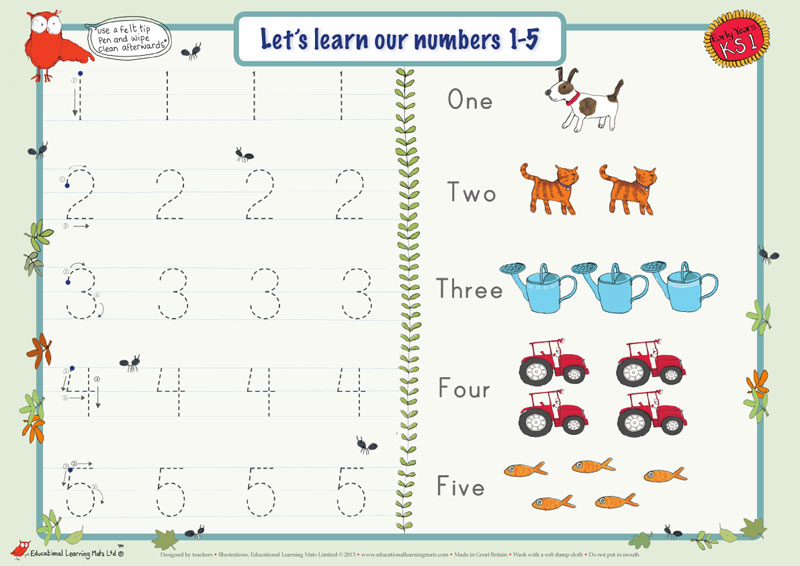 "Use a felt tip
pen and wipe
clean afterwards"
Let's learn our numbers 1-5
Early Years
KS1
1 1 1 1
One
2 2 2 2
Two
3 3 3 3
Three
4 4 4 4
Four
5 5 5 5
Five
Educational Learning Mats Ltd ©
TM
Designed by teachers • Illustrations, Educational Learning Mats Limited © 2013 • www.educationallearningmats.com • Made in Great Britain • Wash with a soft damp cloth • Do not put in mouth